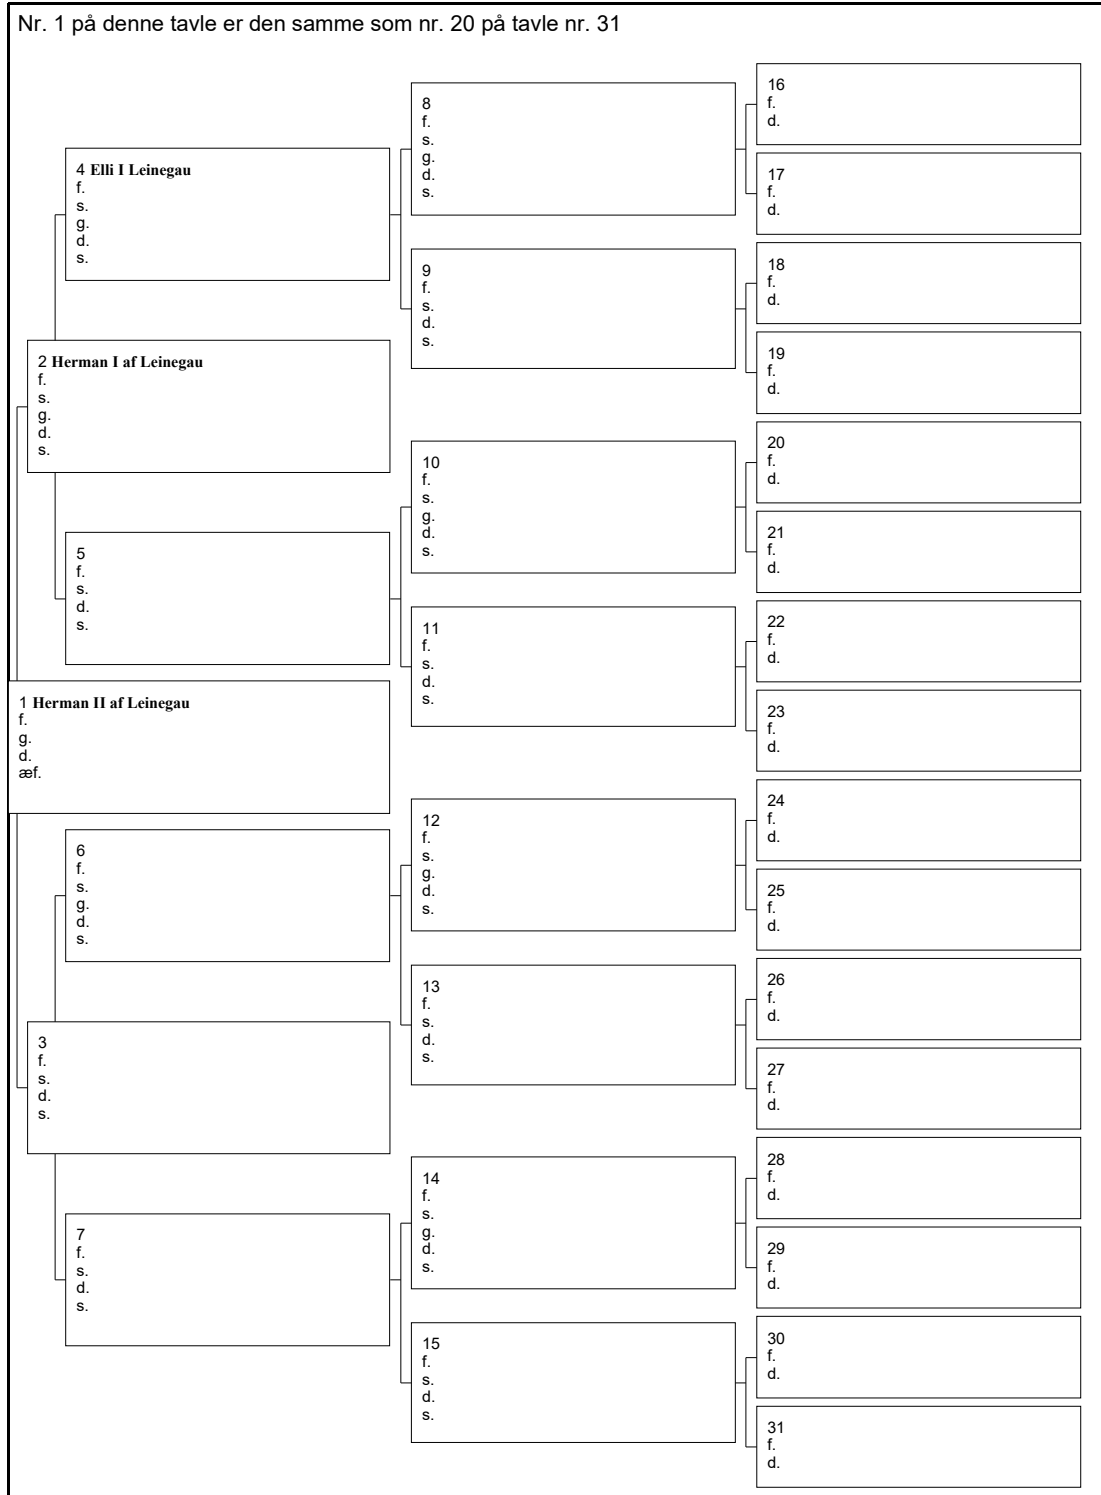 Nr. 1 på denne tavle er den samme som nr. 20 på tavle nr. 31
4 Elli I Leinegau
f.
s.
g.
d.
s.
2 Herman I af Leinegau
f.
s.
g.
d.
s.
5
f.
s.
d.
s.
1 Herman II af Leinegau
f.
g.
d.
æf.
6
f.
s.
g.
d.
s.
3
f.
s.
d.
s.
7
f.
s.
d.
s.
8
f.
s.
g.
d.
s.
9
f.
s.
d.
s.
10
f.
s.
g.
d.
s.
11
f.
s.
d.
s.
12
f.
s.
g.
d.
s.
13
f.
s.
d.
s.
14
f.
s.
g.
d.
s.
15
f.
s.
d.
s.
16
f.
d.
17
f.
d.
18
f.
d.
19
f.
d.
20
f.
d.
21
f.
d.
22
f.
d.
23
f.
d.
24
f.
d.
25
f.
d.
26
f.
d.
27
f.
d.
28
f.
d.
29
f.
d.
30
f.
d.
31
f.
d.